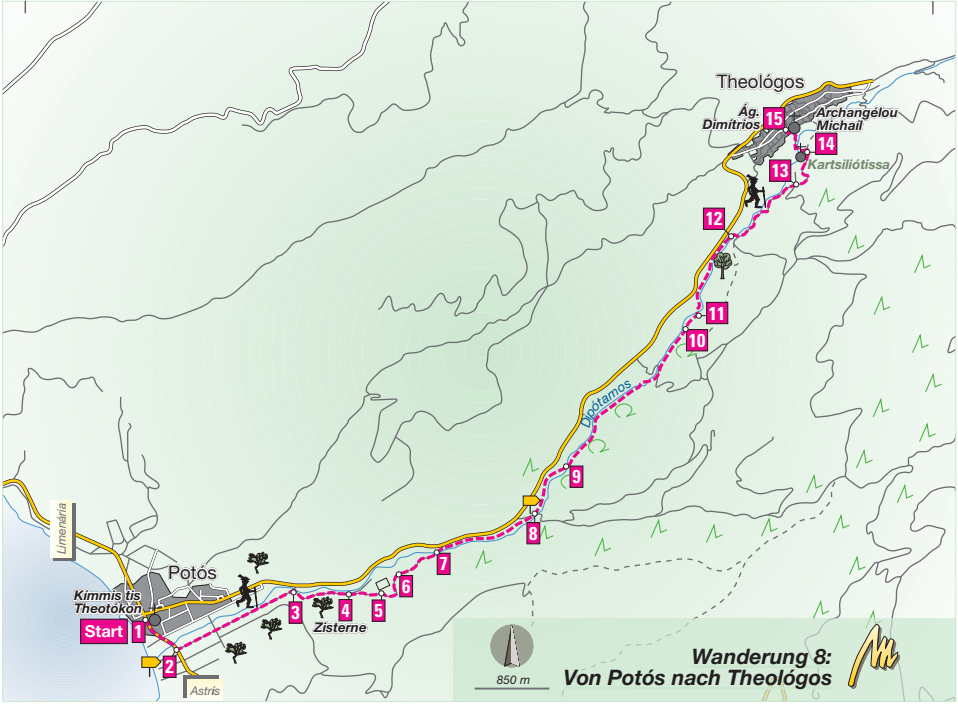 Theológos
Ág.
Dimítrios
15
Archangélou
Michaíl
14
Kartsiliótissa
13
12
11
10
Dipótamos
9
8
7
6
5
4
Zisterne
3
Limenária
Potós
Kímmis tis
Theotókon
Start
1
2
Astrís
850 m
Wanderung 8:
Von Potós nach Theológos